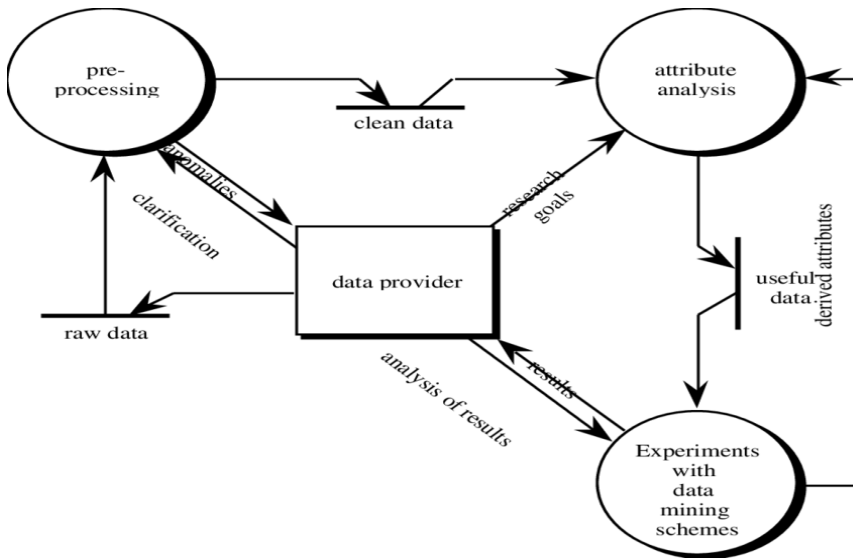 pre-
processing
attribute
analysis
clean data
anomalies
clarification
research
goals
data provider
raw data
useful
data.
derived attributes
analysis of results
results
Experiments
with
data
mining
schemes